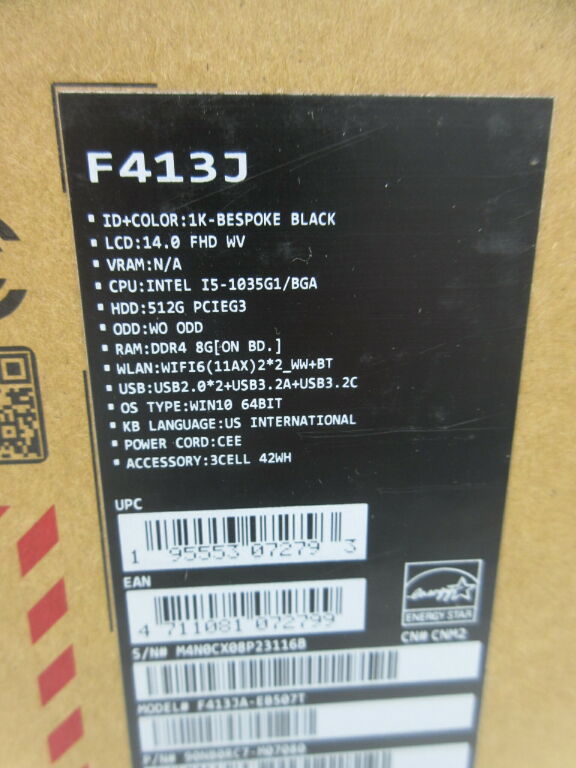 F413J
▪ ID+COLOR:1K-BESPOKE BLACK
▪ LCD:14.0 FHD WV
▪ VRAM:N/A
▪ CPU:INTEL I5-1035G1/BGA
▪ HDD:512G PCIEG3
▪ ODD:WO ODD
▪ RAM:DDR4 8G[ON BD.]
▪ WLAN:WIFI6(11AX)2*2_WW+BT
▪ USB:USB2.0*2+USB3.2A+USB3.2C
▪ OS TYPE:WIN10 64BIT
▪ KB LANGUAGE:US INTERNATIONAL
▪ POWER CORD:CEE
▪ ACCESSORY:3CELL 42WH
UPC
1 95553 07279 3
EAN
4 711081 072799
energy
ENERGY STAR
CN# CNM2
S/N# M4N0CX08P231168
MODEL# F413JA-EB507T
P/N# 90NB0RC7-M07080